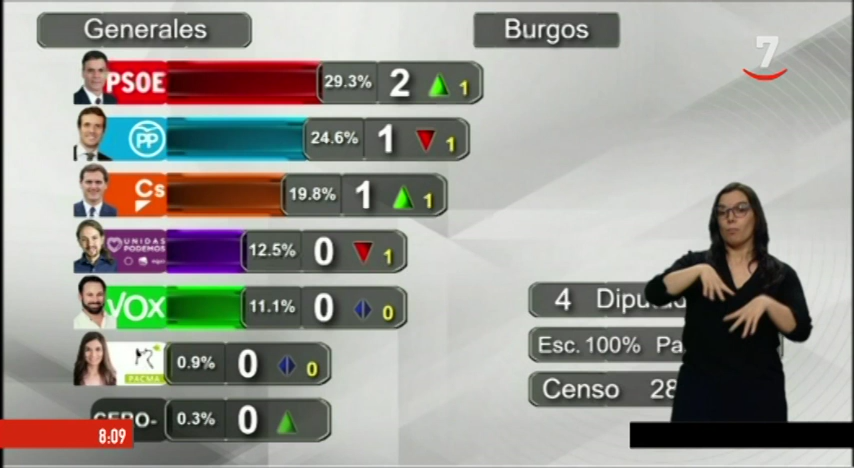 Generales
Burgos
7
PSOE 29.3% 2 1
PP 24.6% 1 1
Cs 19.8% 1 1
UNIDAS PODEMOS 12.5% 0 1
VOX 11.1% 0 0
PACMA 0.9% 0 0
0.3% 0
4
Esc. 100%
Censo
8:09